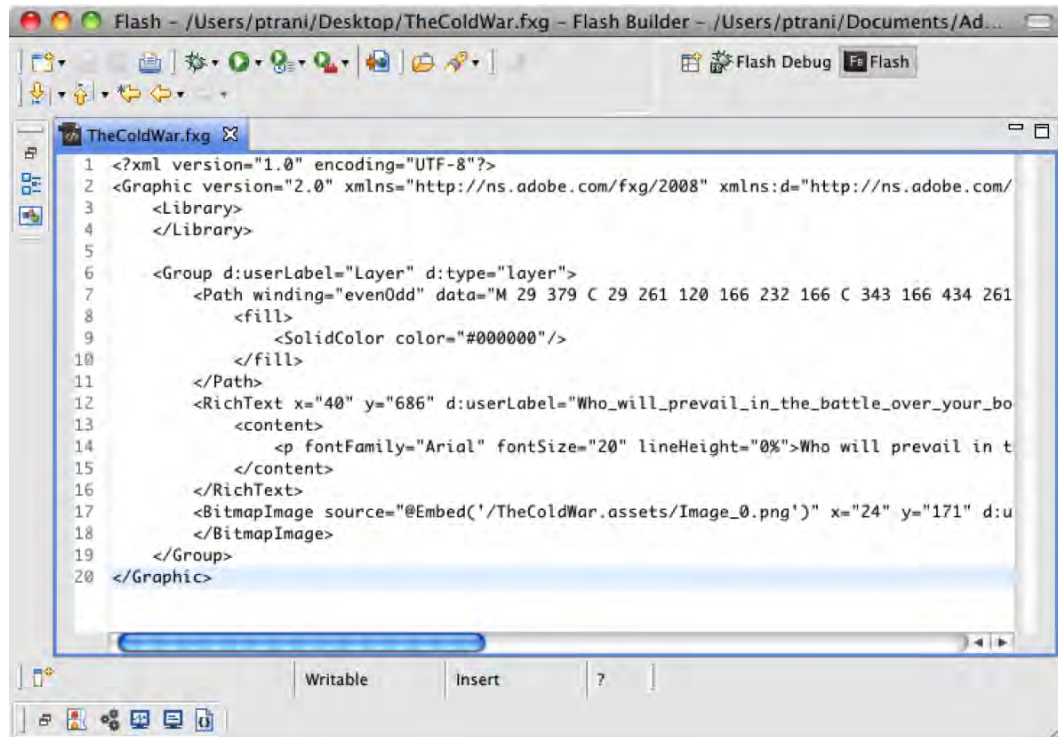 Flash - /Users/ptrani/Desktop/TheColdWar.fxg - Flash Builder - /Users/ptrani/Documents/Ad...
Flash Debug Flash
TheColdWar.fxg
1 <?xml version="1.0" encoding="UTF-8"?>
2 <Graphic version="2.0" xmlns="http://ns.adobe.com/fxg/2008" xmlns:d="http://ns.adobe.com/
3 <Library>
4 </Library>
5
6 <Group d:userLabel="Layer" d:type="layer">
7 <Path winding="evenOdd" data="M 29 379 C 29 261 120 166 232 166 C 343 166 434 261
8 <fill>
9 <SolidColor color="#000000"/>
10 </fill>
11 </Path>
12 <RichText x="40" y="686" d:userLabel="Who_will_prevail_in_the_battle_over_your_bo
13 <content>
14 <p fontFamily="Arial" fontSize="20" lineHeight="0%">Who will prevail in t
15 </content>
16 </RichText>
17 <BitmapImage source="@Embed('/TheColdWar.assets/Image_0.png')" x="24" y="171" d:u
18 </BitmapImage>
19 </Group>
20 </Graphic>
Writable Insert ?